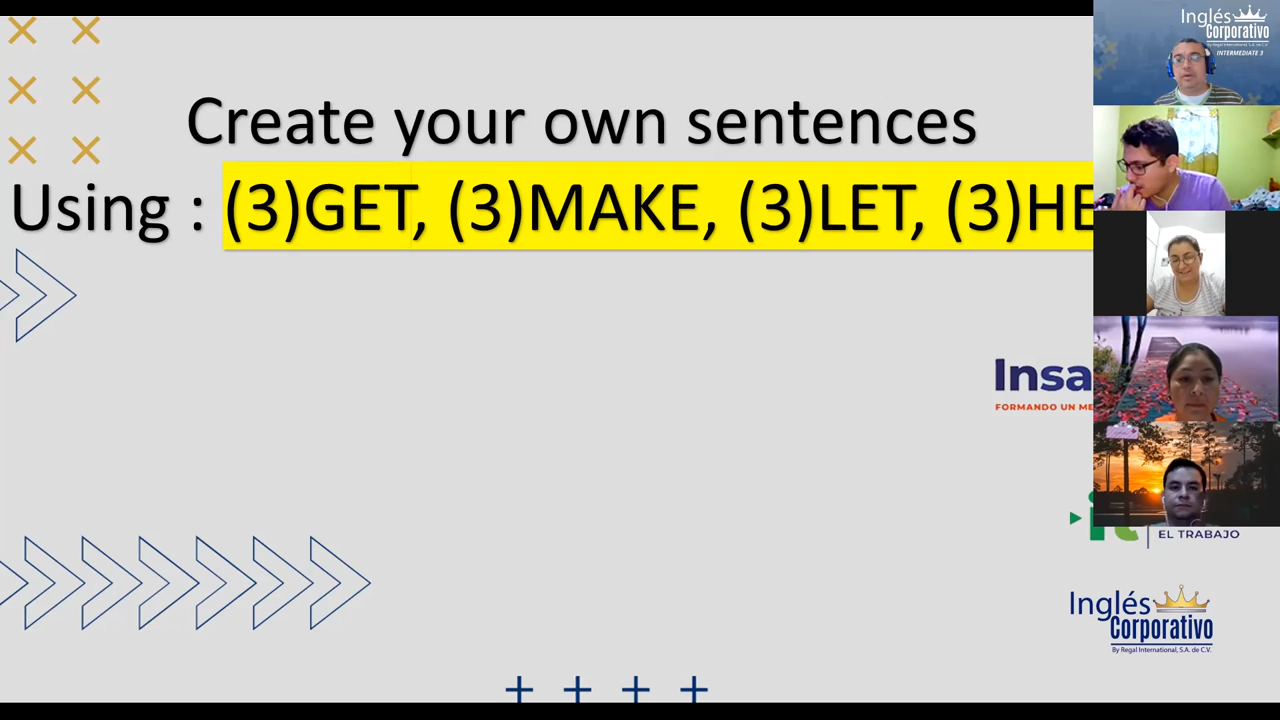 Create your own sentences
Using : (3)GET, (3)MAKE, (3)LET, (3)HE
Inglés
Corporativo
By Regal International, S.A. de C.V.
INTERMEDIATE 3
Insa
FORMANDO UN ME
EL TRABAJO
Inglés
Corporativo
By Regal International, S.A. de C.V.